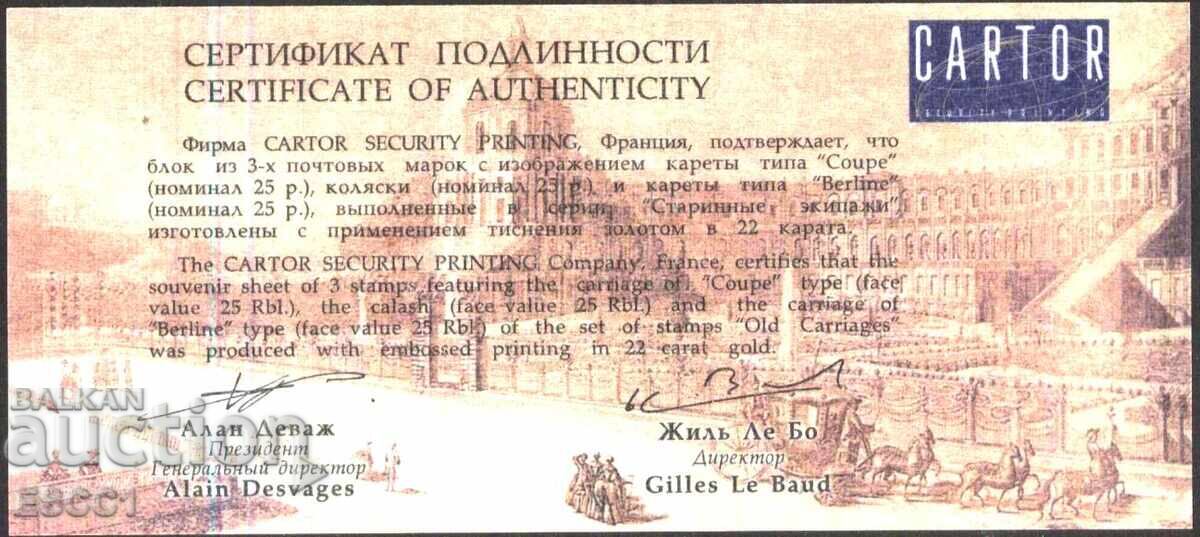 СЕРТИФИКАТ ПОДЛИННОСТИ
CERTIFICATE OF AUTHENTICITY
CARTOR
SECURITY PRINTING
Фирма CARTOR SECURITY PRINTING, Франция, подтверждает, что
блок из 3-х почтовых марок с изображением кареты типа "Coupe"
(номинал 25 р.), коляски (номинал 25 р.) и кареты типа "Berline"
(номинал 25 р.), выполненные в серии "Старинные экипажи",
изготовлены с применением тиснения золотом в 22 карата.
The CARTOR SECURITY PRINTING Company, France, certifies that the
souvenir sheet of 3 stamps featuring the carriage of "Coupe" type (face
value 25 Rbl.), the calash (face value 25 Rbl.) and the carriage of
"Berline" type (face value 25 Rbl.) of the set of stamps "Old Carriages"
was produced with embossed printing in 22 carat gold.
Алан Деваж
Президент
Генеральный директор
Alain Desvages
Жиль Ле Бо
Директор
Gilles Le Baud
BALKAN
auction
E8CC1